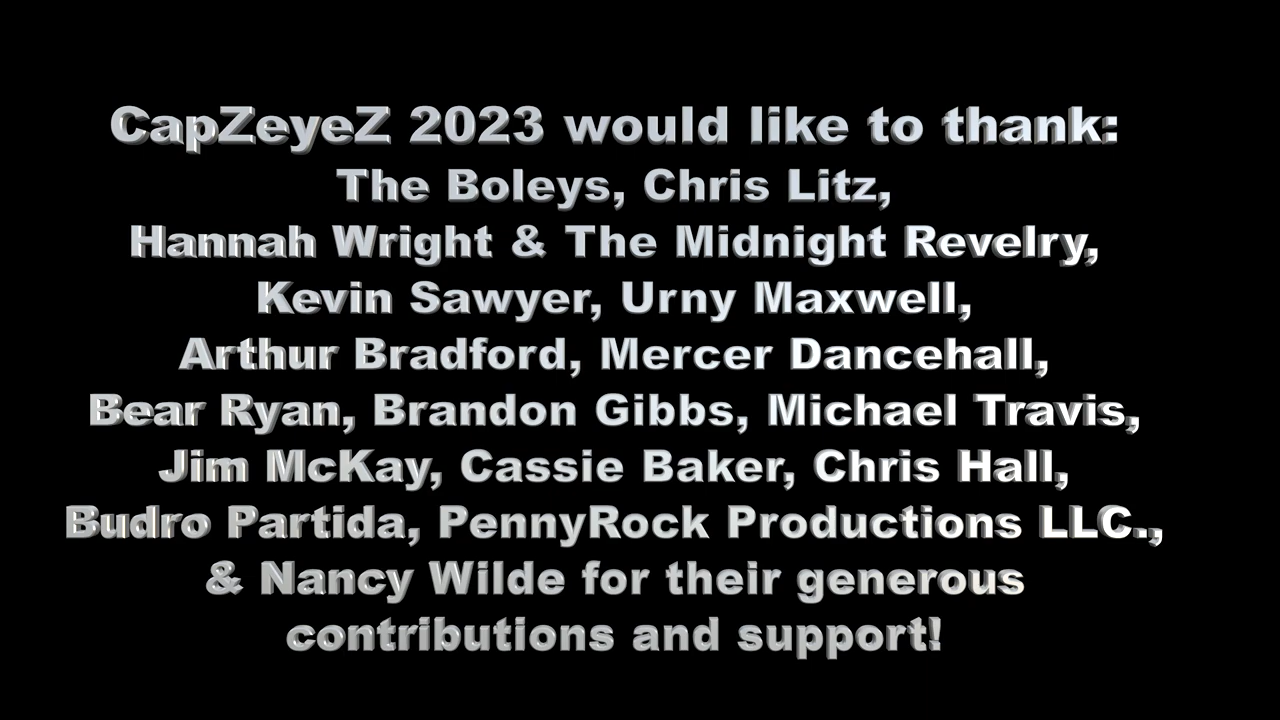 CapZeyeZ 2023 would like to thank:
The Boleys, Chris Litz,
Hannah Wright & The Midnight Revelry,
Kevin Sawyer, Urny Maxwell,
Arthur Bradford, Mercer Dancehall,
Bear Ryan, Brandon Gibbs, Michael Travis,
Jim McKay, Cassie Baker, Chris Hall,
Budro Partida, PennyRock Productions LLC.,
& Nancy Wilde for their generous
contributions and support!